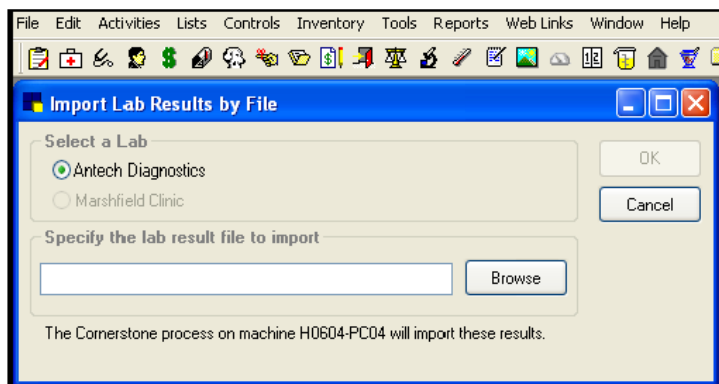 File Edit Activities Lists Controls Inventory Tools Reports Web Links Window Help
Import Lab Results by File
Select a Lab
Antech Diagnostics
OK
Marshfield Clinic
Cancel
Specify the lab result file to import
Browse
The Cornerstone process on machine H0604-PC04 will import these results.